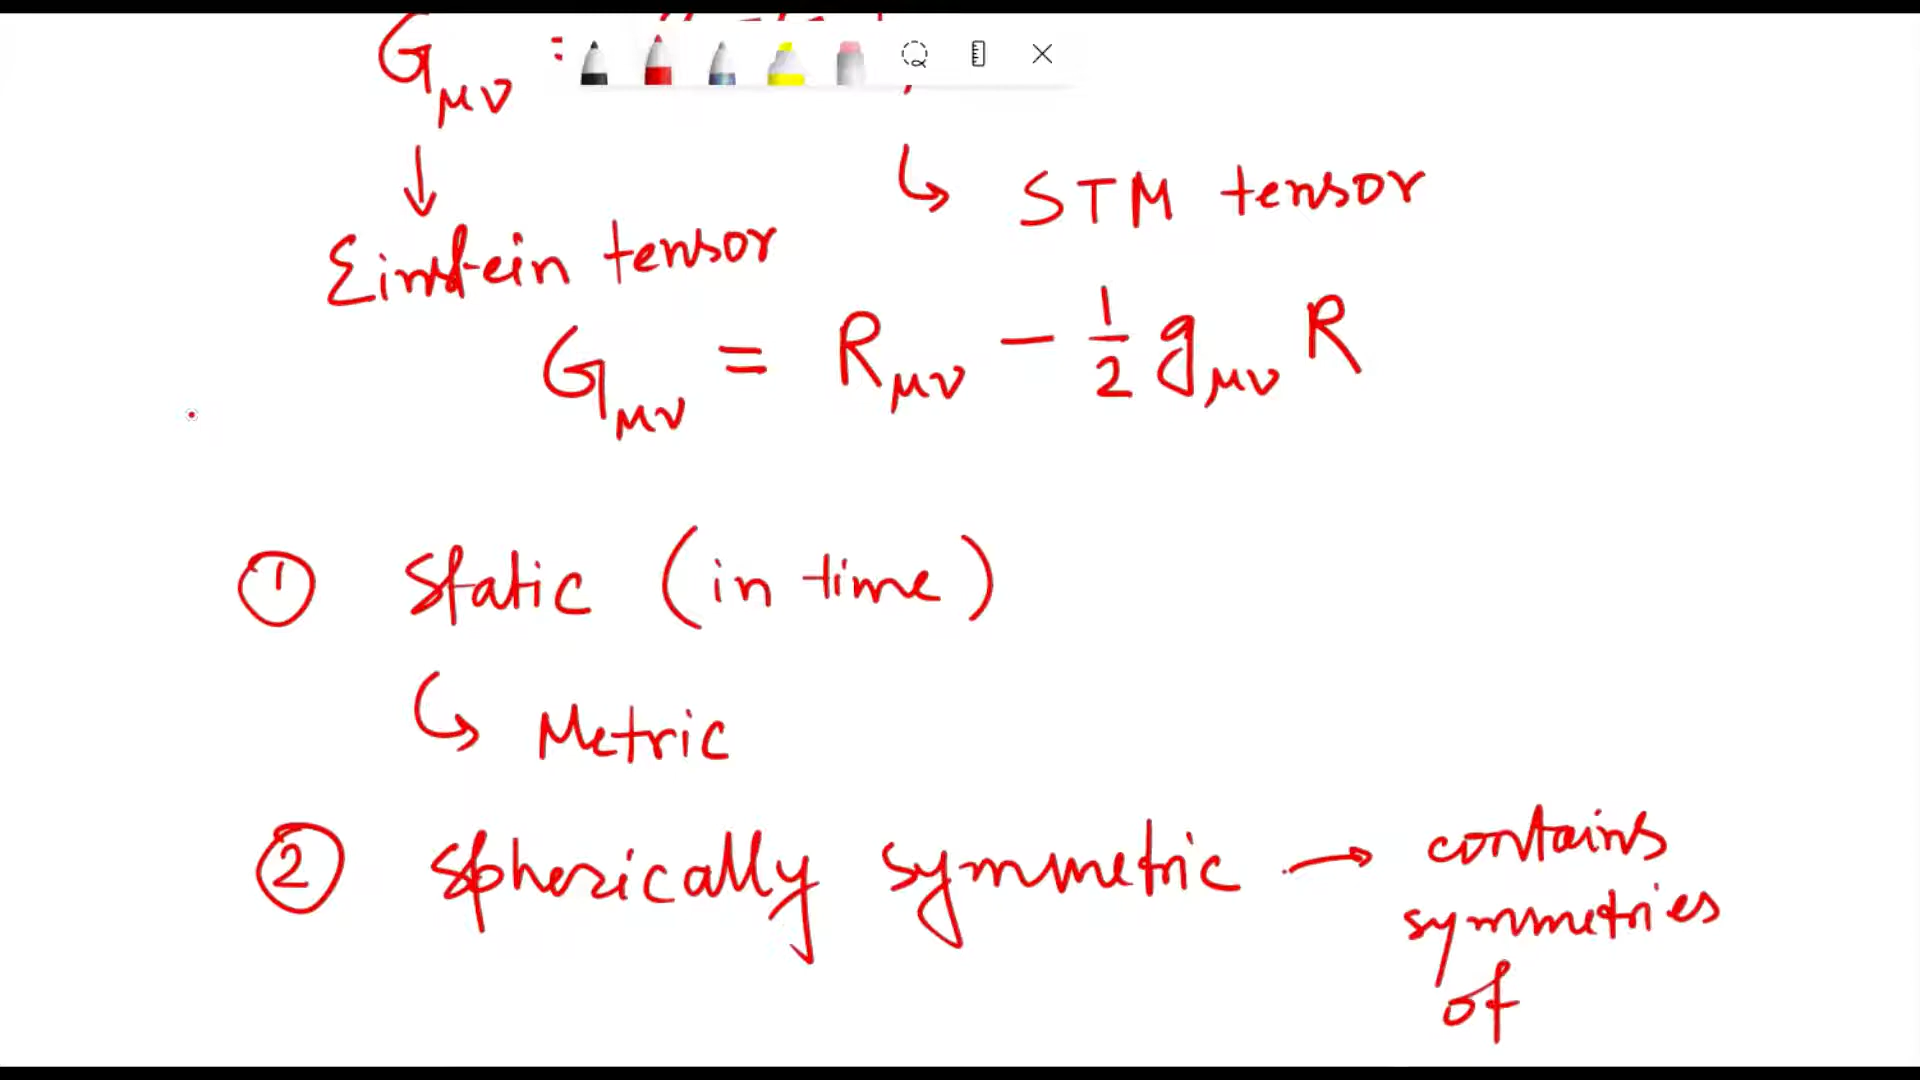 Gμν =
↓ ↳ STM tensor
Einstein tensor
Gμν = Rμν − 1/2 gμν R
① Static (in time)
↳ Metric
② Spherically symmetric → contains
symmetries
of